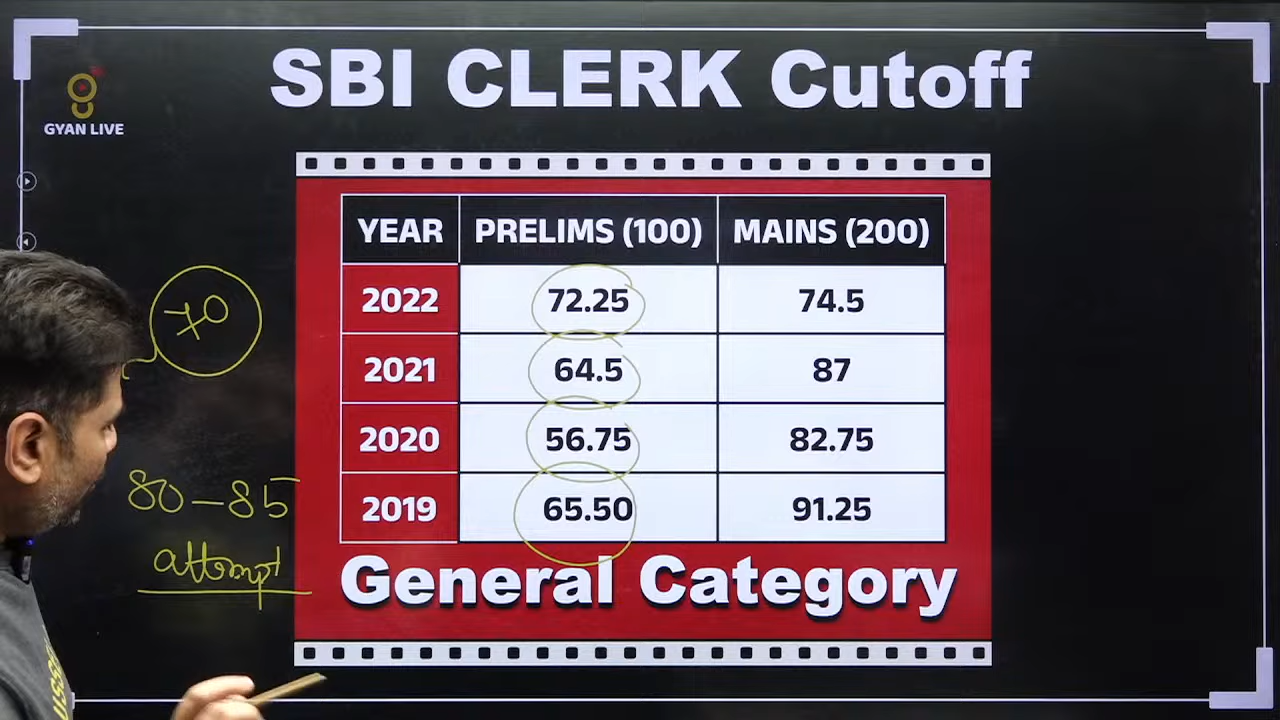 SBI CLERK Cutoff
GYAN LIVE
YEAR PRELIMS (100) MAINS (200)
2022 72.25 74.5
2021 64.5 87
2020 56.75 82.75
2019 65.50 91.25
General Category
70
80-85
attempt